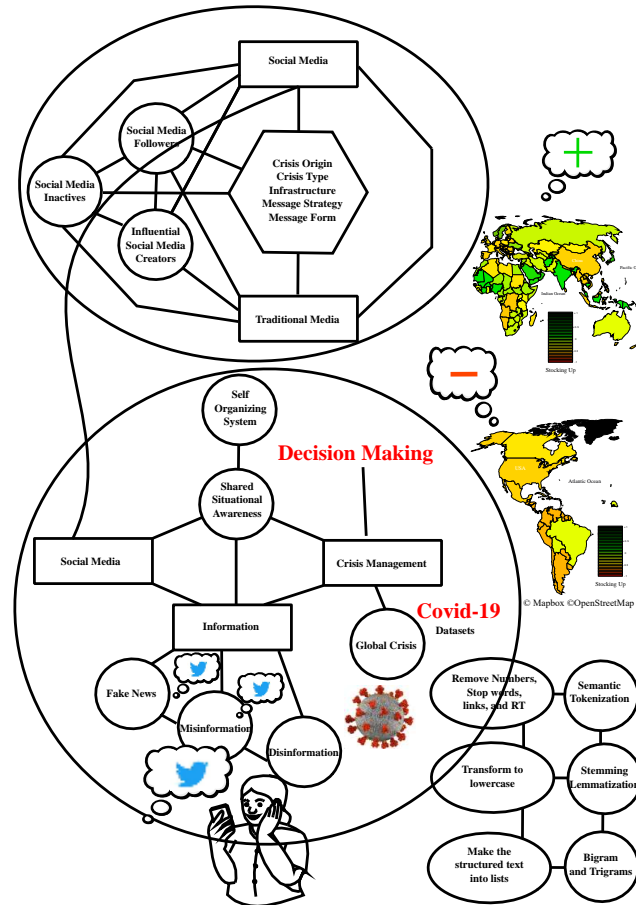 Social Media
Social Media
Followers
Social Media
Inactives
Influential
Social Media
Creators
Crisis Origin
Crisis Type
Infrastructure
Message Strategy
Message Form
Traditional Media
Indian Ocean
Stocking Up
Self
Organizing
System
Decision Making
Shared
Situational
Awareness
USA
Atlantic Ocean
Social Media
Crisis Management
Stocking Up
© Mapbox ©OpenStreetMap
Information
Covid-19
Datasets
Global Crisis
Fake News
Misinformation
Disinformation
Remove Numbers,
Stop words,
links, and RT
Semantic
Tokenization
Transform to
lowercase
Stemming
Lemmatization
Make the
structured text
into lists
Bigram
and Trigrams